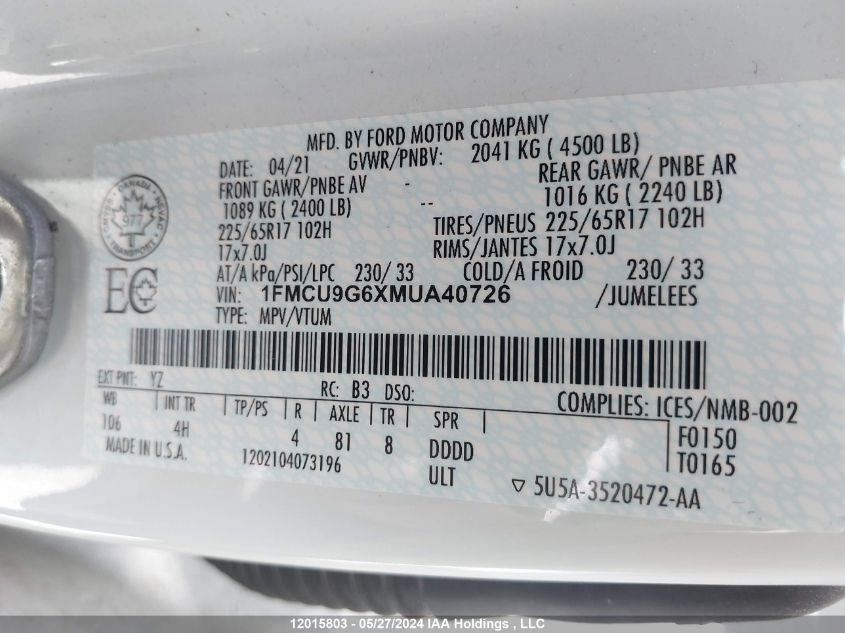 MFD. BY FORD MOTOR COMPANY
DATE: 04/21 GVWR/PNBV: 2041 KG ( 4500 LB)
FRONT GAWR/PNBE AV - REAR GAWR/ PNBE AR
1089 KG ( 2400 LB) -- 1016 KG ( 2240 LB)
225/65R17 102H TIRES/PNEUS 225/65R17 102H
17x7.0J RIMS/JANTES 17x7.0J
AT/A kPa/PSI/LPC 230/ 33 COLD/A FROID 230/ 33
VIN: 1FMCU9G6XMUA40726 /JUMELEES
TYPE: MPV/VTUM
CANADA
TRANSPORT
977
EC
EXT PNT: YZ RC: B3 DSO: COMPLIES: ICES/NMB-002
WB INT TR TP/PS R AXLE TR SPR F0150
106 4H 4 81 8 DDDD T0165
MADE IN U.S.A. 1202104073196 ULT 5U5A-3520472-AA
12015803 - 05/27/2024 IAA Holdings , LLC